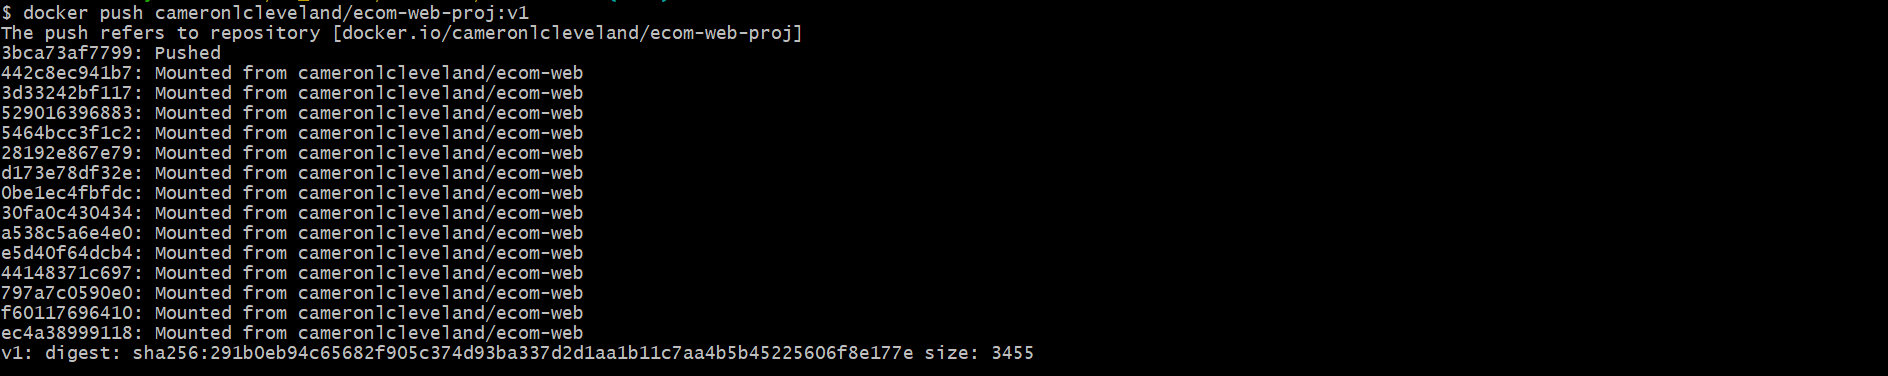 $ docker push cameronlcleveland/ecom-web-proj:v1
The push refers to repository [docker.io/cameronlcleveland/ecom-web-proj]
3bca73af7799: Pushed
442c8ec941b7: Mounted from cameronlcleveland/ecom-web
3d33242bf117: Mounted from cameronlcleveland/ecom-web
529016396883: Mounted from cameronlcleveland/ecom-web
5464bcc3f1c2: Mounted from cameronlcleveland/ecom-web
28192e867e79: Mounted from cameronlcleveland/ecom-web
d173e78df32e: Mounted from cameronlcleveland/ecom-web
0be1ec4fbfdc: Mounted from cameronlcleveland/ecom-web
30fa0c430434: Mounted from cameronlcleveland/ecom-web
a538c5a6e4e0: Mounted from cameronlcleveland/ecom-web
e5d40f64dcb4: Mounted from cameronlcleveland/ecom-web
44148371c697: Mounted from cameronlcleveland/ecom-web
797a7c0590e0: Mounted from cameronlcleveland/ecom-web
f60117696410: Mounted from cameronlcleveland/ecom-web
ec4a38999118: Mounted from cameronlcleveland/ecom-web
v1: digest: sha256:291b0eb94c65682f905c374d93ba337d2d1aa1b11c7aa4b5b45225606f8e177e size: 3455